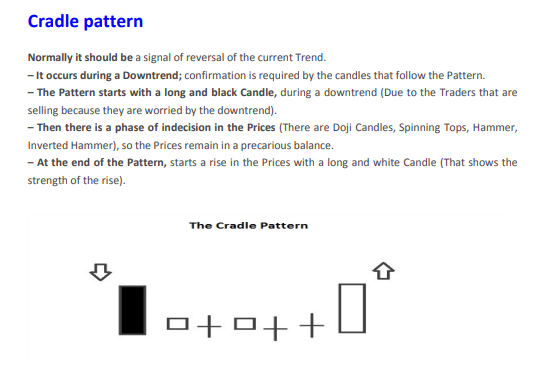 Cradle pattern
Normally it should be a signal of reversal of the current Trend.
– It occurs during a Downtrend; confirmation is required by the candles that follow the Pattern.
– The Pattern starts with a long and black Candle, during a downtrend (Due to the Traders that are
selling because they are worried by the downtrend).
– Then there is a phase of indecision in the Prices (There are Doji Candles, Spinning Tops, Hammer,
Inverted Hammer), so the Prices remain in a precarious balance.
– At the end of the Pattern, starts a rise in the Prices with a long and white Candle (That shows the
strength of the rise).
The Cradle Pattern